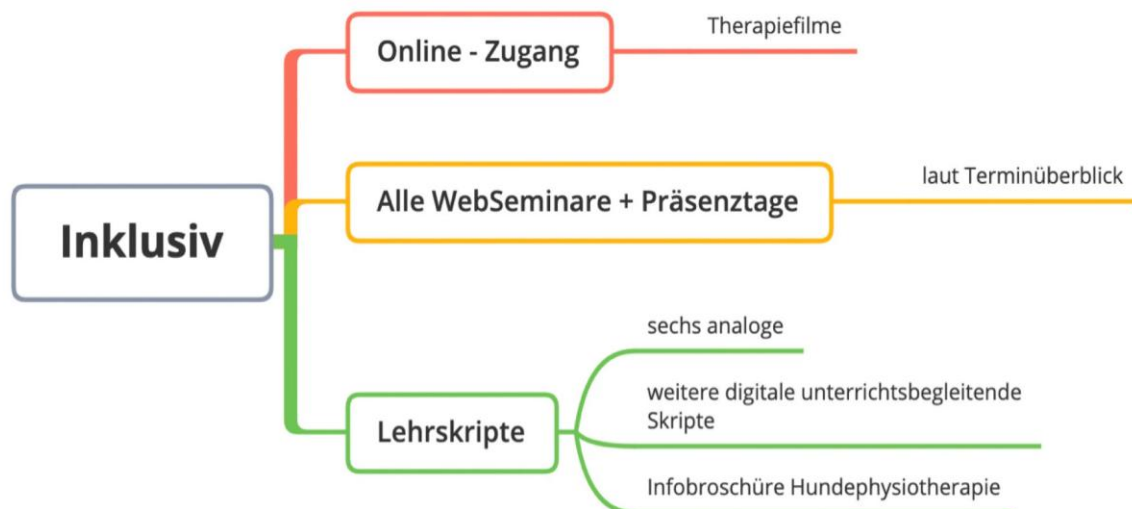 Therapiefilme
Online - Zugang
laut Terminüberblick
Alle WebSeminare + Präsenztage
Inklusiv
sechs analoge
weitere digitale unterrichtsbegleitende
Skripte
Lehrskripte
Infobroschüre Hundephysiotherapie